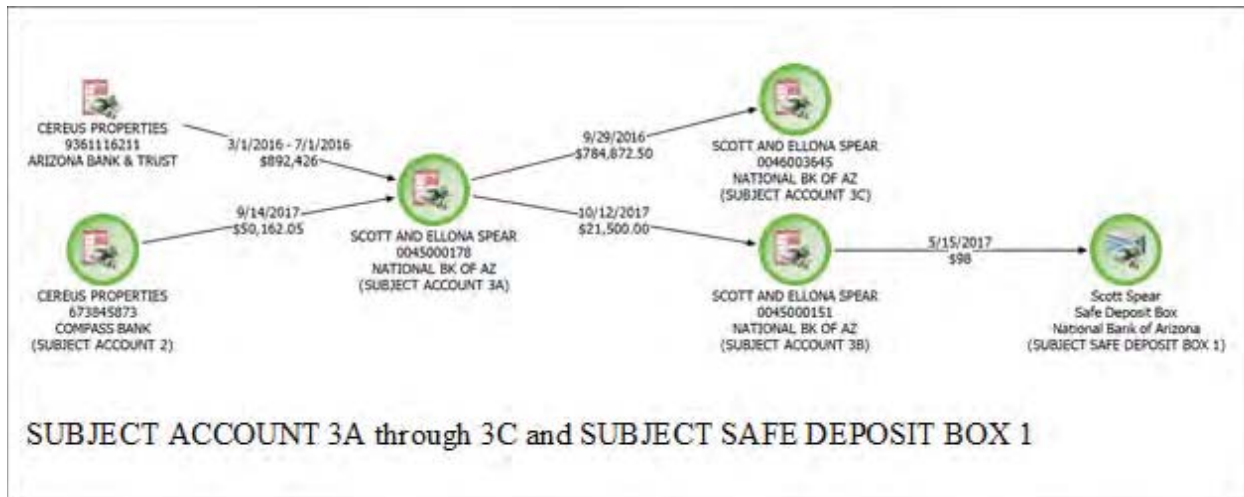 CEREUS PROPERTIES
9361116211
ARIZONA BANK & TRUST
3/1/2016 - 7/1/2016
$892,426
CEREUS PROPERTIES
673845873
COMPASS BANK
(SUBJECT ACCOUNT 2)
9/14/2017
$50,162.05
SCOTT AND ELLONA SPEAR
0045000178
NATIONAL BK OF AZ
(SUBJECT ACCOUNT 3A)
9/29/2016
$784,872.50
SCOTT AND ELLONA SPEAR
0046003645
NATIONAL BK OF AZ
(SUBJECT ACCOUNT 3C)
10/12/2017
$21,500.00
SCOTT AND ELLONA SPEAR
0045000151
NATIONAL BK OF AZ
(SUBJECT ACCOUNT 3B)
5/15/2017
$98
Scott Spear
Safe Deposit Box
National Bank of Arizona
(SUBJECT SAFE DEPOSIT BOX 1)
SUBJECT ACCOUNT 3A through 3C and SUBJECT SAFE DEPOSIT BOX 1